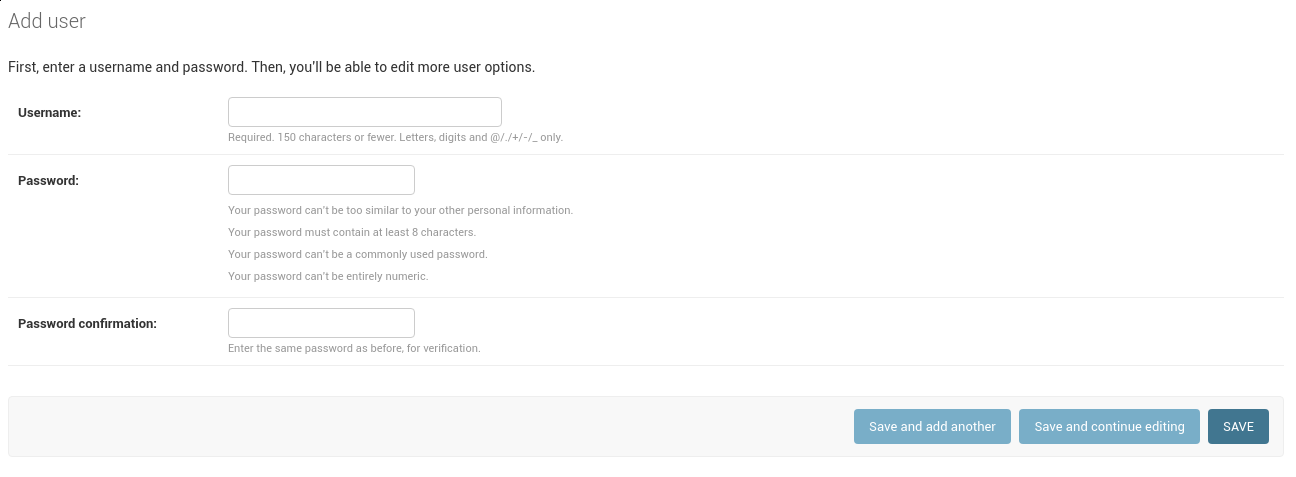 Add user
First, enter a username and password. Then, you'll be able to edit more user options.
Username:
Required. 150 characters or fewer. Letters, digits and @/./+/-/_ only.
Password:
Your password can't be too similar to your other personal information.
Your password must contain at least 8 characters.
Your password can't be a commonly used password.
Your password can't be entirely numeric.
Password confirmation:
Enter the same password as before, for verification.
Save and add another
Save and continue editing
SAVE